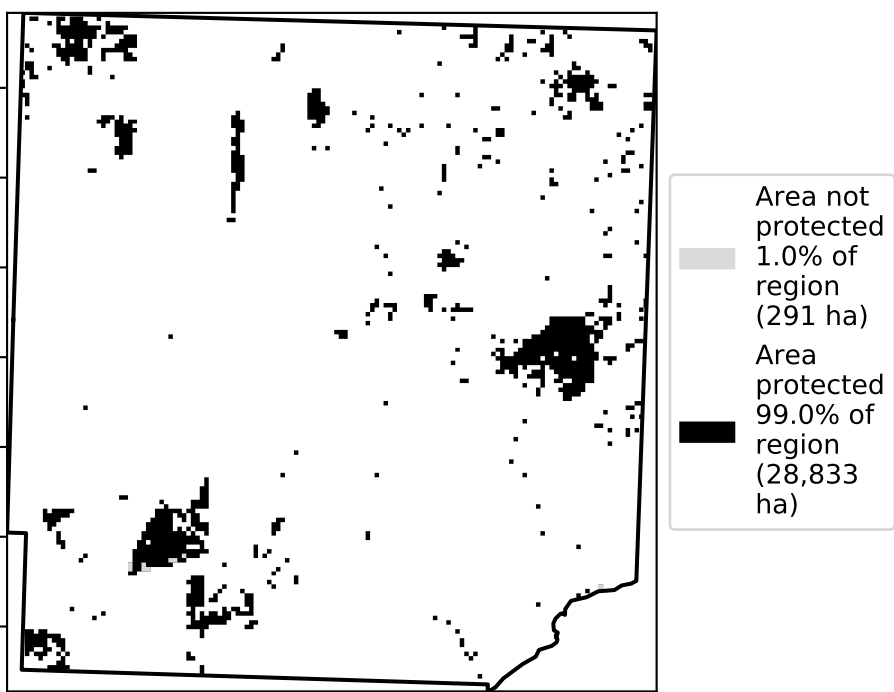 Area not
protected
1.0% of
region
(291 ha)
Area
protected
99.0% of
region
(28,833
ha)